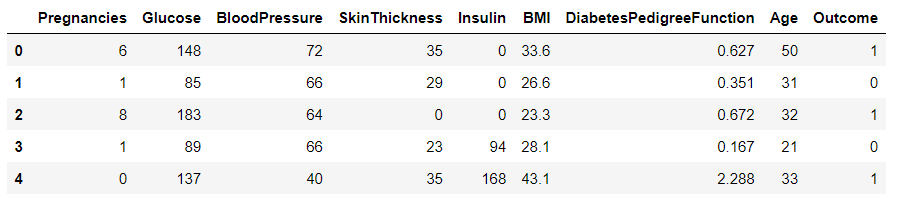 Pregnancies Glucose BloodPressure SkinThickness Insulin BMI DiabetesPedigreeFunction Age Outcome
0 6 148 72 35 0 33.6 0.627 50 1
1 1 85 66 29 0 26.6 0.351 31 0
2 8 183 64 0 0 23.3 0.672 32 1
3 1 89 66 23 94 28.1 0.167 21 0
4 0 137 40 35 168 43.1 2.288 33 1